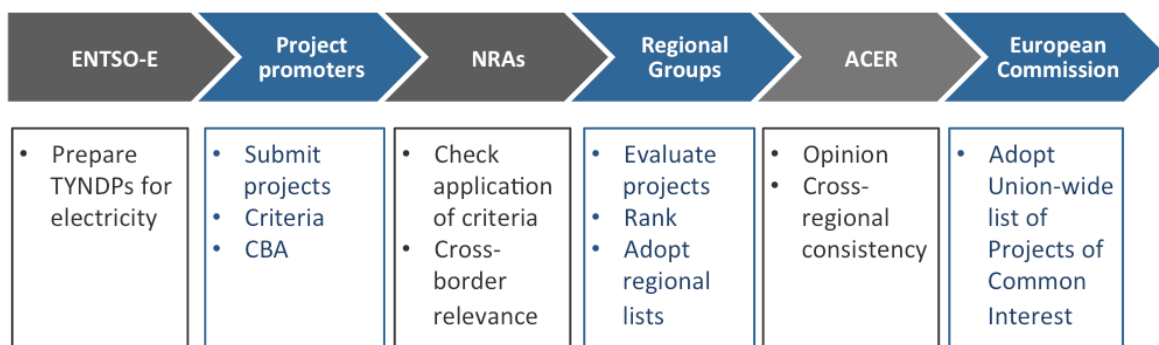 ENTSO-E
Project
promoters
NRAs
Regional
Groups
ACER
European
Commission
• Prepare
TYNDPs for
electricity
• Submit
projects
• Criteria
• CBA
• Check
application
of criteria
• Cross-
border
relevance
• Evaluate
projects
• Rank
• Adopt
regional
lists
• Opinion
• Cross-
regional
consistency
• Adopt
Union-wide
list of
Projects of
Common
Interest